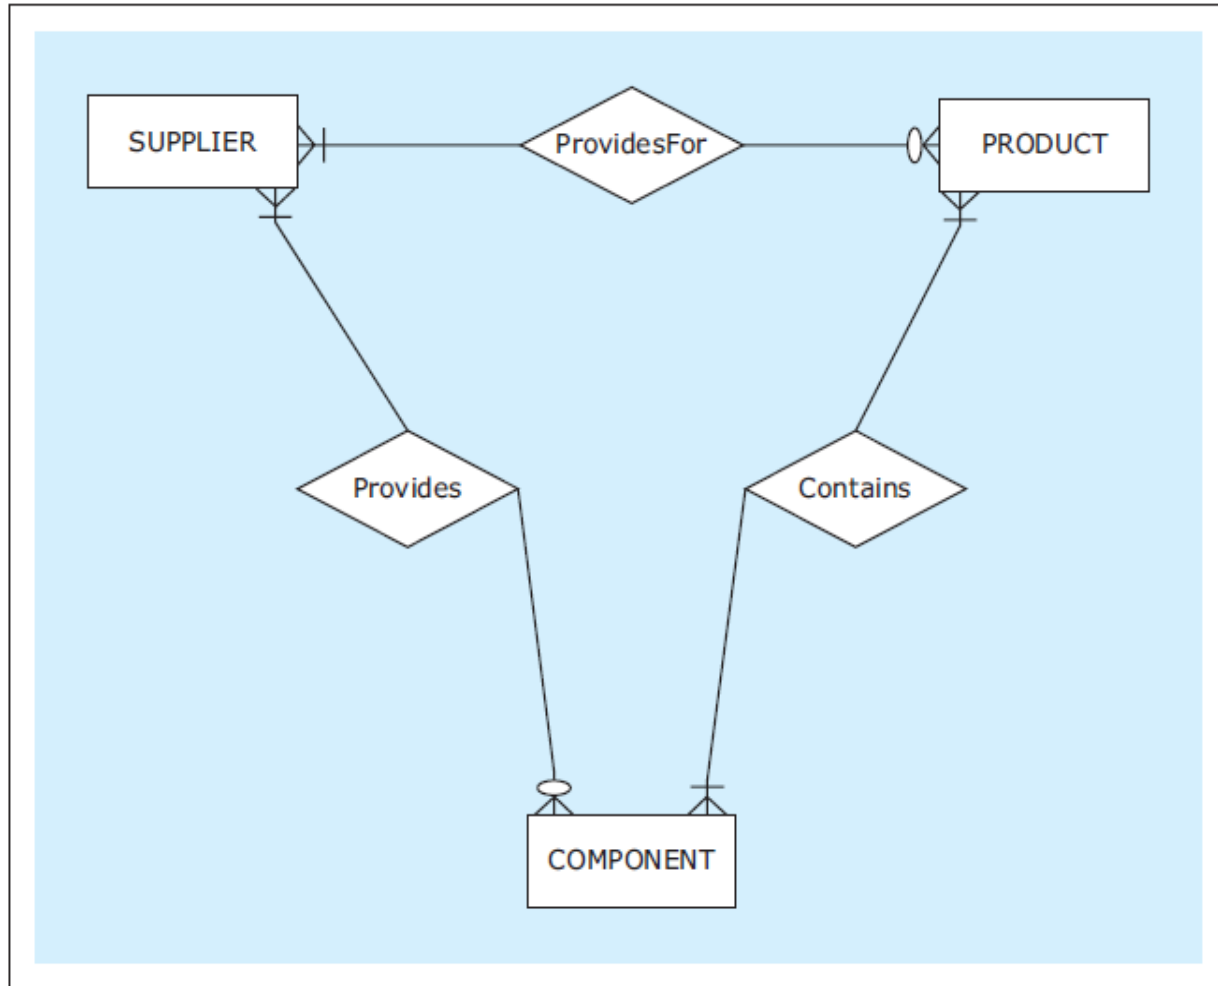 SUPPLIER
ProvidesFor
PRODUCT
Provides
Contains
COMPONENT